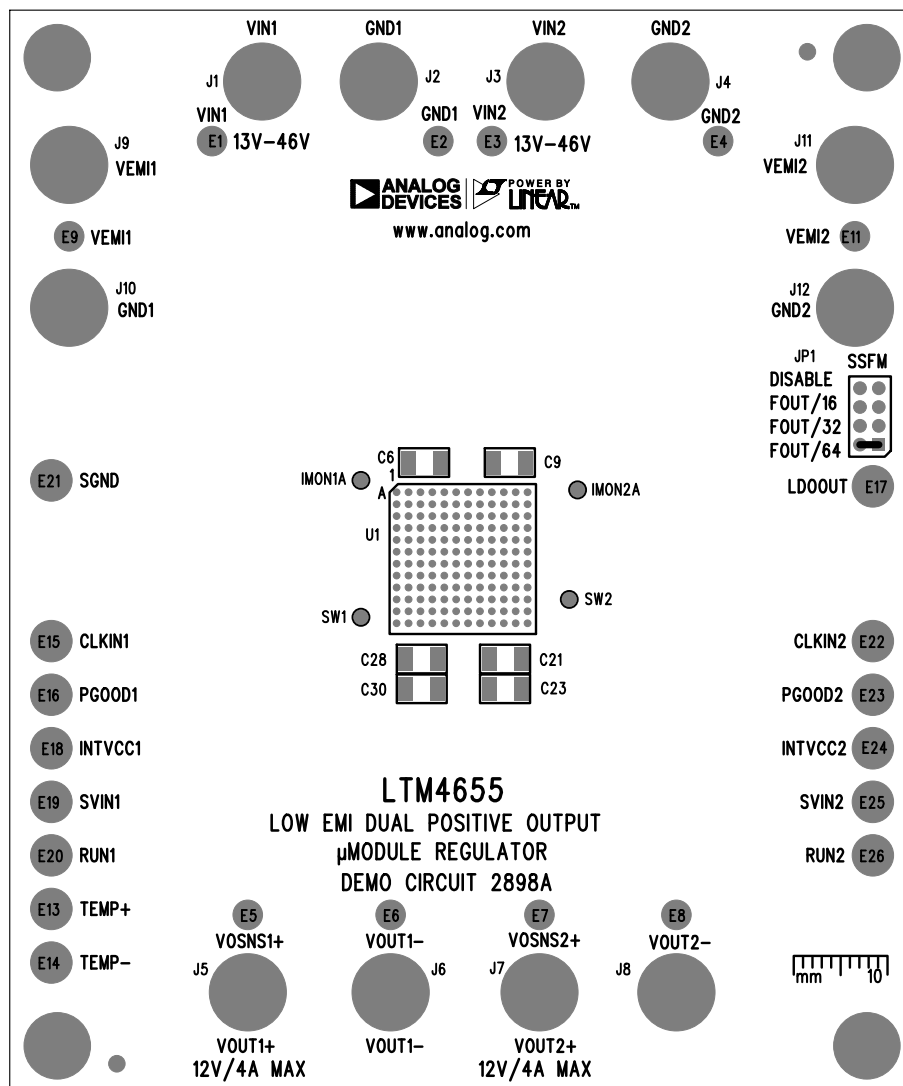 VIN1 GND1 VIN2 GND2
J1 J2 J3 J4
VIN1 GND1 VIN2 GND2
E1 13V-46V E2 E3 13V-46V E4
J9 J11
VEMI1 VEMI2
ANALOG DEVICES POWER BY LINEAR™
www.analog.com
E9 VEMI1 VEMI2 E11
J10 J12
GND1 GND2
JP1 SSFM
DISABLE
FOUT/16
FOUT/32
FOUT/64
C6 C9
1
IMON1A IMON2A
A
E21 SGND LDOOUT E17
U1
SW1 SW2
E15 CLKIN1 CLKIN2 E22
C28 C21
C30 C23
E16 PGOOD1 PGOOD2 E23
E18 INTVCC1 INTVCC2 E24
LTM4655
E19 SVIN1 SVIN2 E25
LOW EMI DUAL POSITIVE OUTPUT
E20 RUN1 µMODULE REGULATOR RUN2 E26
DEMO CIRCUIT 2898A
E13 TEMP+
E5 E6 E7 E8
VOSNS1+ VOUT1- VOSNS2+ VOUT2-
E14 TEMP-
J5 J6 J7 J8
mm 10
VOUT1+ VOUT1- VOUT2+
12V/4A MAX 12V/4A MAX